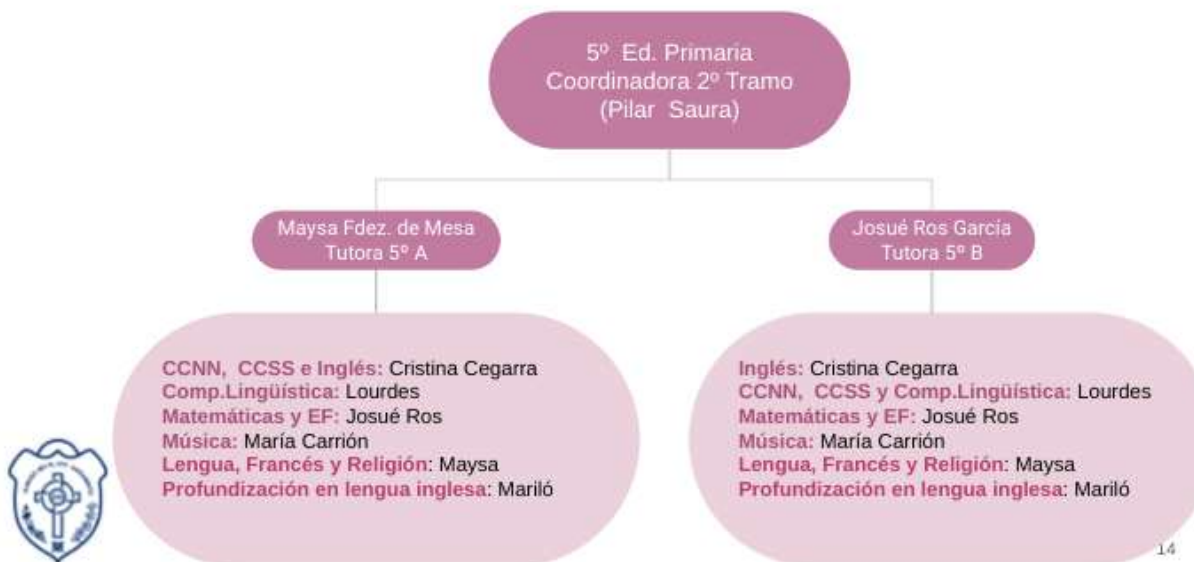 5º Ed. Primaria
Coordinadora 2º Tramo
(Pilar Saura)
Maysa Fdez. de Mesa
Tutora 5º A
Josué Ros García
Tutora 5º B
CCNN, CCSS e Inglés: Cristina Cegarra
Comp.Lingüística: Lourdes
Matemáticas y EF: Josué Ros
Música: María Carrión
Lengua, Francés y Religión: Maysa
Profundización en lengua inglesa: Mariló
Inglés: Cristina Cegarra
CCNN, CCSS y Comp.Lingüística: Lourdes
Matemáticas y EF: Josué Ros
Música: María Carrión
Lengua, Francés y Religión: Maysa
Profundización en lengua inglesa: Mariló
14